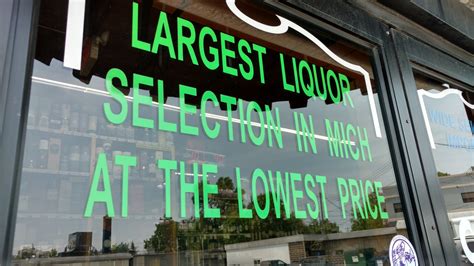 LARGEST LIQUOR
SELECTION IN MICH
AT THE LOWEST PRICE